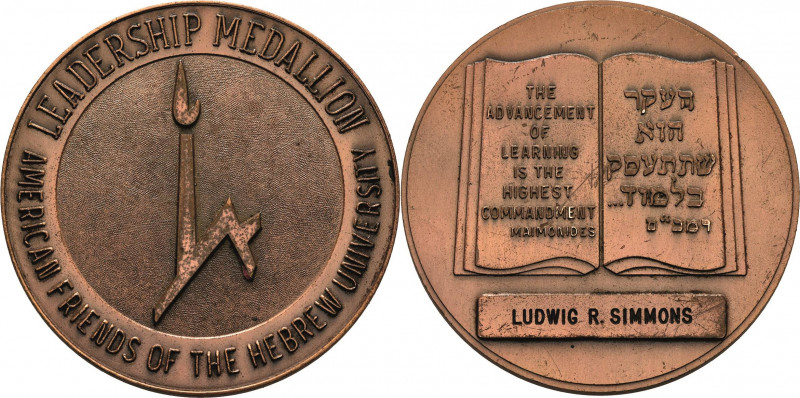 LEADERSHIP MEDALLION
AMERICAN FRIENDS OF THE HEBREW UNIVERSITY
THE
ADVANCEMENT
OF
LEARNING
IS THE
HIGHEST
COMMANDMENT
MAIMONIDES
העקר
הוא
שתתעסק
בלמוד...
רמב"ם
LUDWIG R. SIMMONS